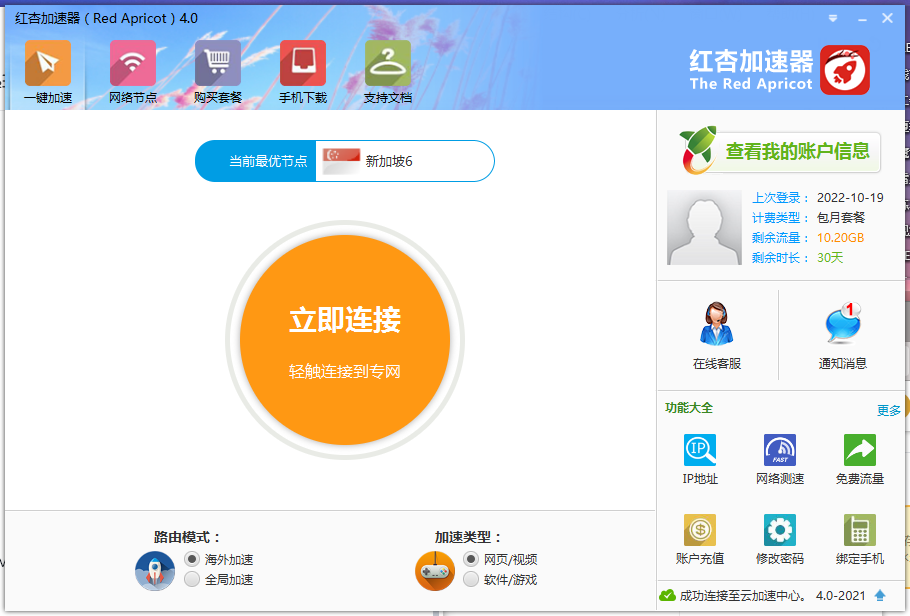 红杏加速器 ( Red Apricot ) 4.0
一键加速 网络节点 购买套餐 手机下载 支持文档
红杏加速器
The Red Apricot
当前最优节点 新加坡6
立即连接
轻触连接到专网
路由模式：
海外加速
全局加速
加速类型：
网页/视频
软件/游戏
查看我的账户信息
上次登录： 2022-10-19
计费类型： 包月套餐
剩余流量： 10.20GB
剩余时长： 30天
1
在线客服 通知消息
功能大全 更多
IP FAST
IP地址 网络测速 免费流量
账户充值 修改密码 绑定手机
成功连接至云加速中心。 4.0-2021